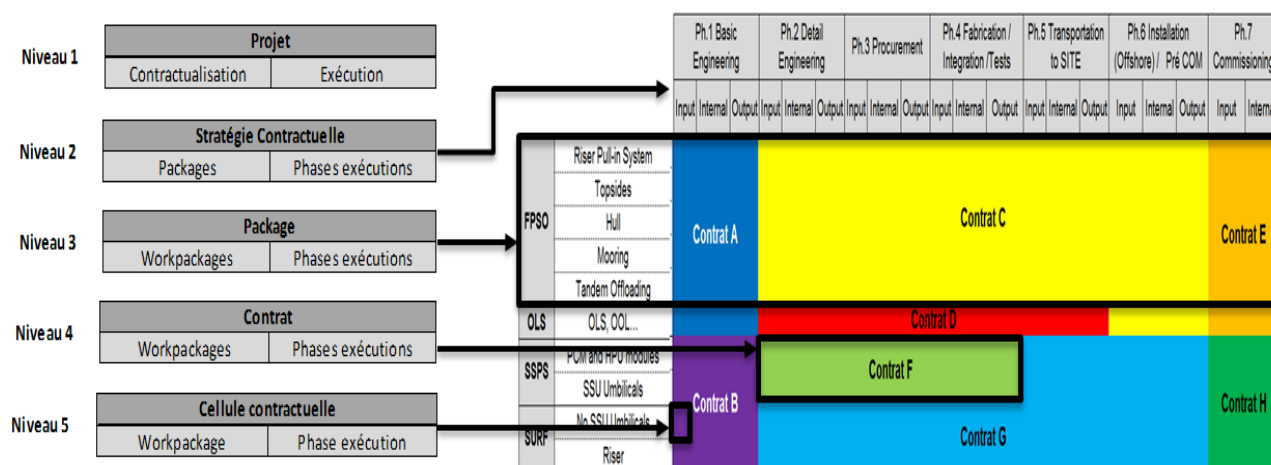 Niveau 1
Projet
Contractualisation Exécution
Niveau 2
Stratégie Contractuelle
Packages Phases exécutions
Niveau 3
Package
Workpackages Phases exécutions
Niveau 4
Contrat
Workpackages Phases exécutions
Niveau 5
Cellule contractuelle
Workpackage Phase exécution
Ph.1 Basic
Engineering
Ph.2 Detail
Engineering
Ph.3 Procurement
Ph.4 Fabrication /
Integration /Tests
Ph.5 Transportation
to SITE
Ph.6 Installation
(Offshore) / Pré COM
Ph.7
Commissioning
Input Internal Output Input Internal Output Input Internal Output Input Internal Output Input Internal Output Input Internal Output Input Interna
FPSO
Riser Pull-in System
Topsides
Hull
Mooring
Tandem Offloading
Contrat A
Contrat C
Contrat E
OLS
OLS, OOL...
Contrat D
SSPS
PCM and HPU modules
SSU Umbilicals
Contrat F
SURF
No SSU Umbilicals
Riser
Contrat B
Contrat G
Contrat H